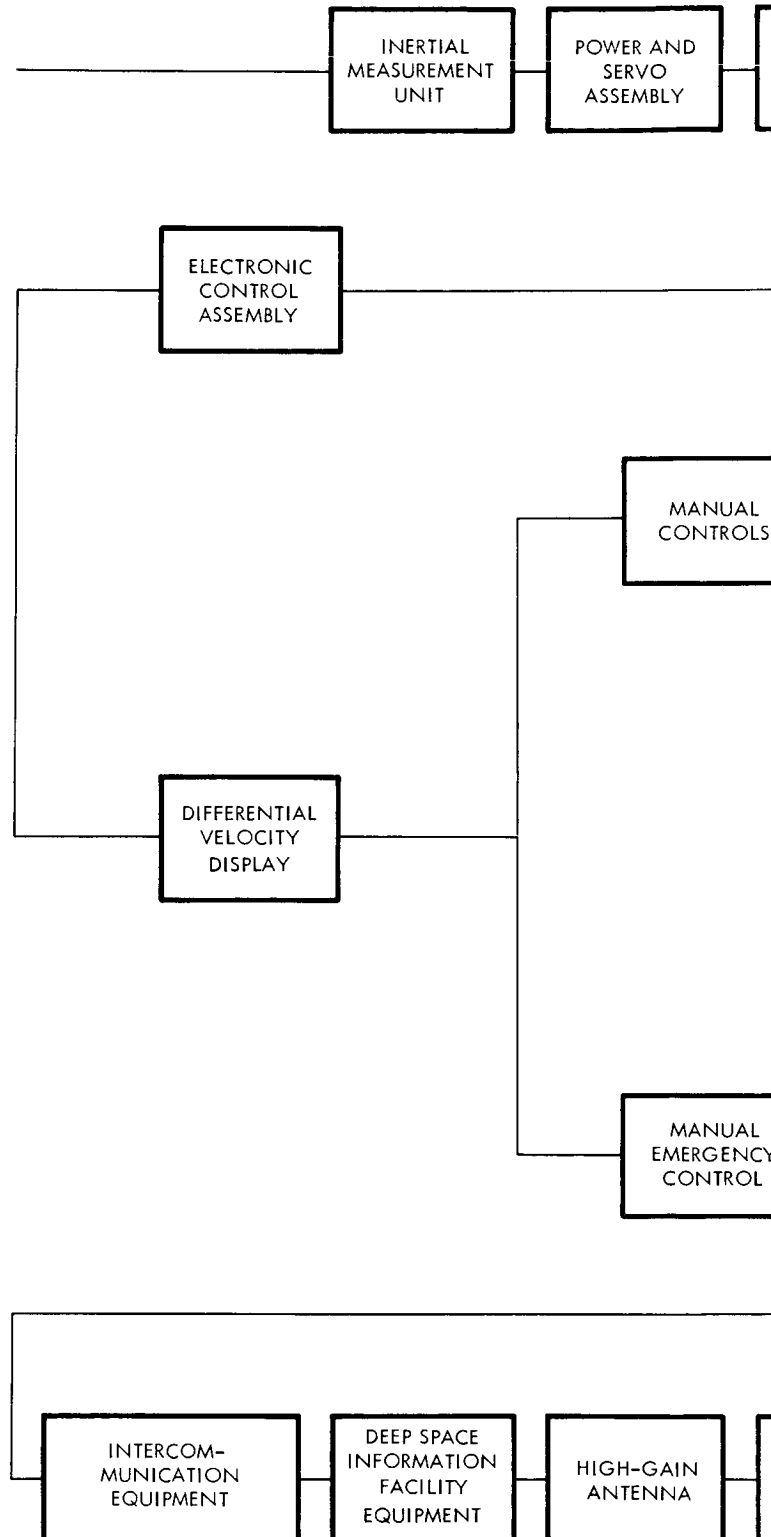 INERTIAL
MEASUREMENT
UNIT
POWER AND
SERVO
ASSEMBLY
ELECTRONIC
CONTROL
ASSEMBLY
MANUAL
CONTROLS
DIFFERENTIAL
VELOCITY
DISPLAY
MANUAL
EMERGENCY
CONTROL
INTERCOM-
MUNICATION
EQUIPMENT
DEEP SPACE
INFORMATION
FACILITY
EQUIPMENT
HIGH-GAIN
ANTENNA